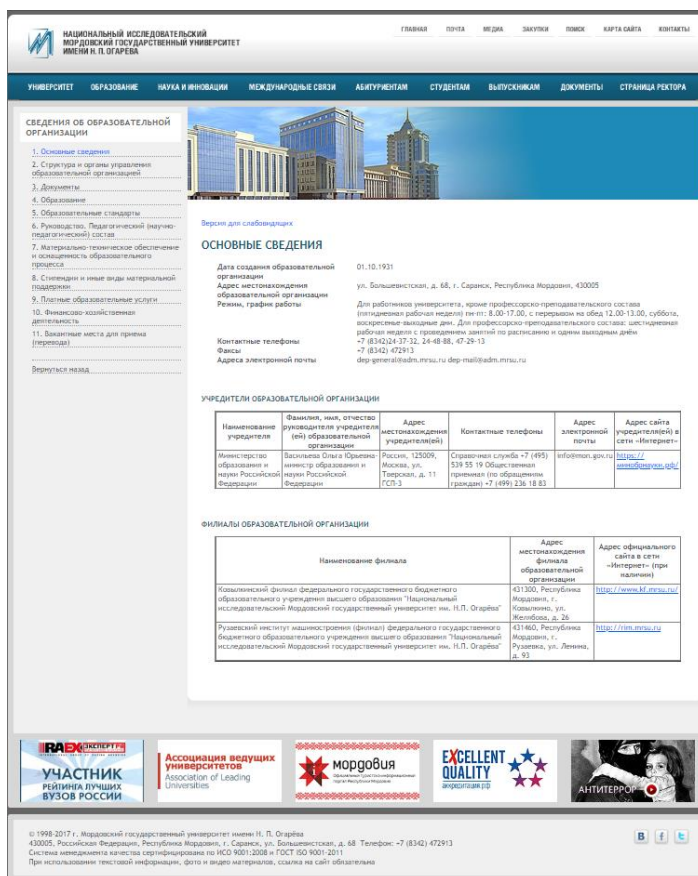 НАЦИОНАЛЬНЫЙ ИССЛЕДОВАТЕЛЬСКИЙ
МОРДОВСКИЙ ГОСУДАРСТВЕННЫЙ УНИВЕРСИТЕТ
ИМЕНИ Н. П. ОГАРЁВА
ГЛАВНАЯ ПОЧТА МЕДИА ЗАКУПКИ ПОИСК КАРТА САЙТА КОНТАКТЫ
УНИВЕРСИТЕТ ОБРАЗОВАНИЕ НАУКА И ИННОВАЦИИ МЕЖДУНАРОДНЫЕ СВЯЗИ АБИТУРИЕНТАМ СТУДЕНТАМ ВЫПУСКНИКАМ ДОКУМЕНТЫ СТРАНИЦА РЕКТОРА
СВЕДЕНИЯ ОБ ОБРАЗОВАТЕЛЬНОЙ
ОРГАНИЗАЦИИ
1. Основные сведения
2. Структура и органы управления
образовательной организацией
3. Документы
4. Образование
5. Образовательные стандарты
6. Руководство. Педагогический (научно-
педагогический) состав
7. Материально-техническое обеспечение
и оснащенность образовательного
процесса
8. Стипендии и иные виды материальной
поддержки
9. Платные образовательные услуги
10. Финансово-хозяйственная
деятельность
11. Вакантные места для приема
(перевода)
Вернуться назад
Версия для слабовидящих
ОСНОВНЫЕ СВЕДЕНИЯ
Дата создания образовательной
организации
01.10.1931
Адрес местонахождения
образовательной организации
ул. Большевистская, д. 68, г. Саранск, Республика Мордовия, 430005
Режим, график работы
Для работников университета, кроме профессорско-преподавательского состава
(пятидневная рабочая неделя) пн-пт: 8.00-17.00, с перерывом на обед 12.00-13.00, суббота,
воскресенье-выходные дни. Для профессорско-преподавательского состава: шестидневная
рабочая неделя с проведением занятий по расписанию и одним выходным днём
Контактные телефоны +7 (8342)24-37-32, 24-48-88, 47-29-13
Факсы +7 (8342) 472913
Адреса электронной почты dep-general@adm.mrsu.ru dep-mail@adm.mrsu.ru
УЧРЕДИТЕЛИ ОБРАЗОВАТЕЛЬНОЙ ОРГАНИЗАЦИИ
Наименование
учредителя
Фамилия, имя, отчество
руководителя учредителя
(ей) образовательной
организации
Адрес
местонахождения
учредителя(ей)
Контактные телефоны
Адрес
электронной
почты
Адрес сайта
учредителя(ей) в
сети «Интернет»
Министерство
образования и
науки Российской
Федерации
Васильева Ольга Юрьевна-
министр образования и
науки Российской
Федерации
Россия, 125009,
Москва, ул.
Тверская, д. 11
ГСП-3
Справочная служба +7 (495)
539 55 19 Общественная
приемная (по обращениям
граждан) +7 (499) 236 18 83
info@mon.gov.ru
https://
минобрнауки.рф/
ФИЛИАЛЫ ОБРАЗОВАТЕЛЬНОЙ ОРГАНИЗАЦИИ
Наименование филиала
Адрес
местонахождения
филиала
образовательной
организации
Адрес официального
сайта в сети
«Интернет» (при
наличии)
Ковылкинский филиал федерального государственного бюджетного
образовательного учреждения высшего образования "Национальный
исследовательский Мордовский государственный университет им. Н.П. Огарёва"
431300, Республика
Мордовия, г.
Ковылкино, ул.
Желябова, д. 26
http://www.kf.mrsu.ru/
Рузаевский институт машиностроения (филиал) федерального государственного
бюджетного образовательного учреждения высшего образования "Национальный
исследовательский Мордовский государственный университет им. Н.П. Огарёва"
431460, Республика
Мордовия, г.
Рузаевка, ул. Ленина,
д. 93
http://rim.mrsu.ru
RAEX ЭКСПЕРТ РА
УЧАСТНИК
РЕЙТИНГА ЛУЧШИХ
ВУЗОВ РОССИИ
Ассоциация ведущих
университетов
Association of Leading
Universities
мордовия
Официальный туристско-информационный
портал Республики Мордовия
EXCELLENT
QUALITY
аккредитация.рф
АНТИТЕРРОР
© 1998-2017 г. Мордовский государственный университет имени Н. П. Огарёва
430005, Российская Федерация, Республика Мордовия, г. Саранск, ул. Большевистская, д. 68 Телефон: +7 (8342) 472913
Система менеджмента качества сертифицирована по ИСО 9001:2008 и ГОСТ ISO 9001-2011
При использовании текстовой информации, фото и видео материалов, ссылка на сайт обязательна